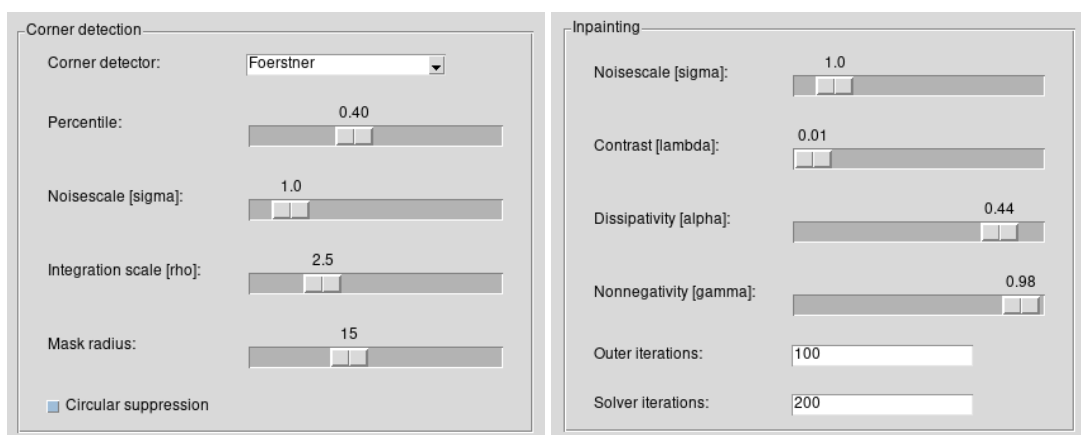 Corner detection
Corner detector: Foerstner
0.40
Percentile:
1.0
Noisescale [sigma]:
2.5
Integration scale [rho]:
15
Mask radius:
Circular suppression
Inpainting
1.0
Noisescale [sigma]:
0.01
Contrast [lambda]:
0.44
Dissipativity [alpha]:
0.98
Nonnegativity [gamma]:
Outer iterations: 100
Solver iterations: 200